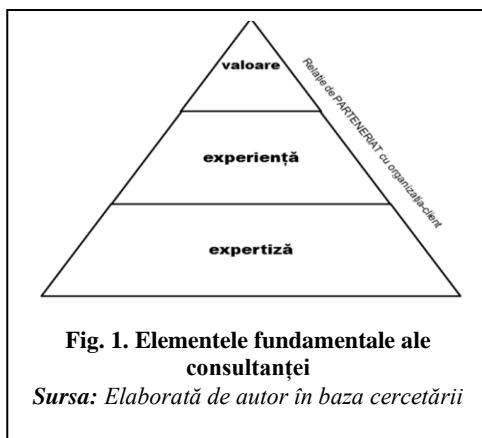 valoare
Relație de PARTENERIAT cu organizația-client
experiență
expertiză
Fig. 1. Elementele fundamentale ale
consultanței
Sursa: Elaborată de autor în baza cercetării